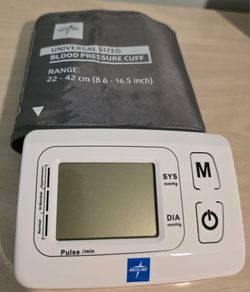 MEDLINE
UNIVERSAL SIZED
BLOOD PRESSURE CUFF
RANGE:
22 - 42 cm (8.6 - 16.5 inch)
SYS
mmHg
M
DIA
mmHg
Pulse /min
MEDLINE